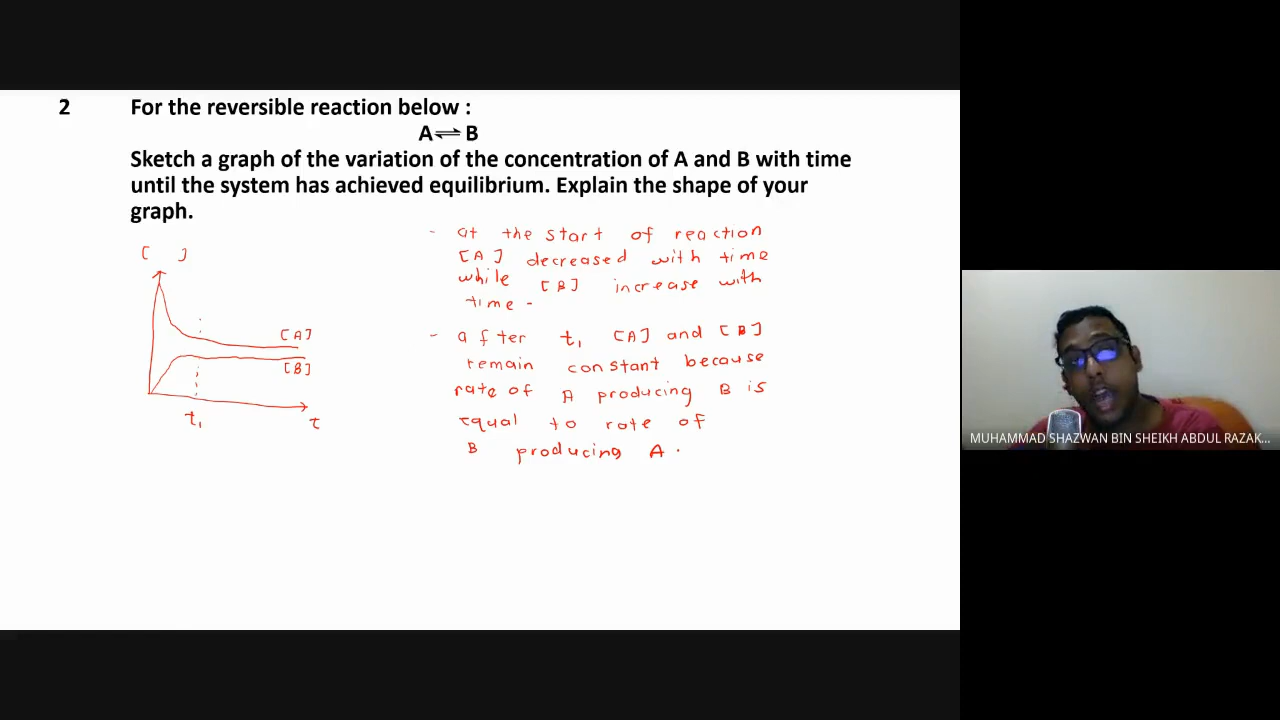 2 For the reversible reaction below :
A⇌B
Sketch a graph of the variation of the concentration of A and B with time
until the system has achieved equilibrium. Explain the shape of your
graph.
[ ]
[A]
[B]
t₁
t
- at the start of reaction
[A] decreased with time
while [B] increase with
time -
- after t₁ [A] and [B]
remain constant because
rate of A producing B is
equal to rate of
B producing A .
MUHAMMAD SHAZWAN BIN SHEIKH ABDUL RAZAK...